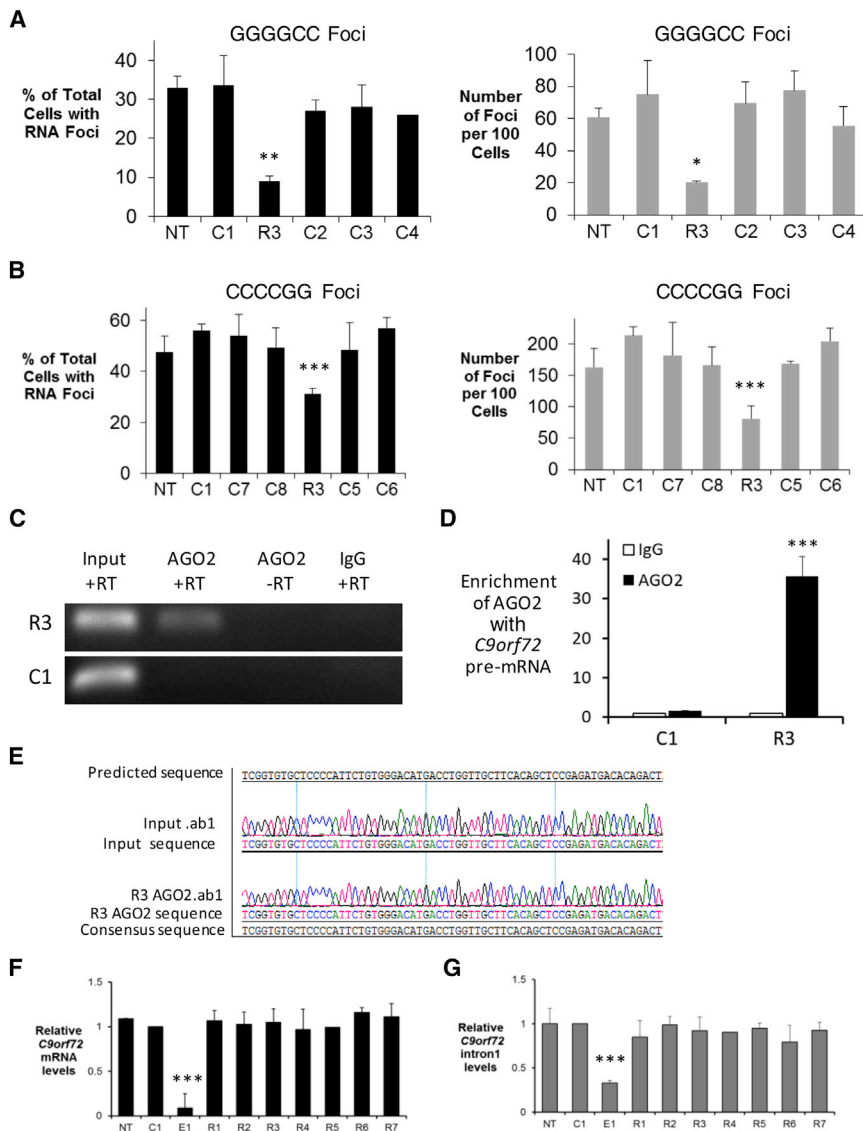 A
GGGGCC Foci
% of Total
Cells with
RNA Foci
40
30
20
10
0
**
NT C1 R3 C2 C3 C4
GGGGCC Foci
Number
of Foci
per 100
Cells
100
80
60
40
20
0
*
NT C1 R3 C2 C3 C4
B
CCCCGG Foci
% of Total
Cells with
RNA Foci
60
40
20
0
***
NT C1 C7 C8 R3 C5 C6
CCCCGG Foci
Number
of Foci
per 100
Cells
200
150
100
50
0
***
NT C1 C7 C8 R3 C5 C6
C
Input AGO2 AGO2 IgG
+RT +RT -RT +RT
R3
C1
D
Enrichment
of AGO2
with
C9orf72
pre-mRNA
IgG
AGO2
***
40
30
20
10
0
C1 R3
E
Predicted sequence TCGGTGTGCTCCCCATTCTGTGGGACATGACCTGGTTGCTTCACAGCTCCGAGATGACACAGACT
Input .ab1
Input sequence TCGGTGTGCTCCCCATTCTGTGGGACATGACCTGGTTGCTTCACAGCTCCGAGATGACACAGACT
R3 AGO2.ab1
R3 AGO2 sequence TCGGTGTGCTCCCCATTCTGTGGGACATGACCTGGTTGCTTCACAGCTCCGAGATGACACAGACT
Consensus sequence TCGGTGTGCTCCCCATTCTGTGGGACATGACCTGGTTGCTTCACAGCTCCGAGATGACACAGACT
F
Relative
C9orf72
mRNA
levels
1.5
1
0.5
0
***
NT C1 E1 R1 R2 R3 R4 R5 R6 R7
G
Relative
C9orf72
intron1
levels
1.5
1
0.5
0
***
NT C1 E1 R1 R2 R3 R4 R5 R6 R7